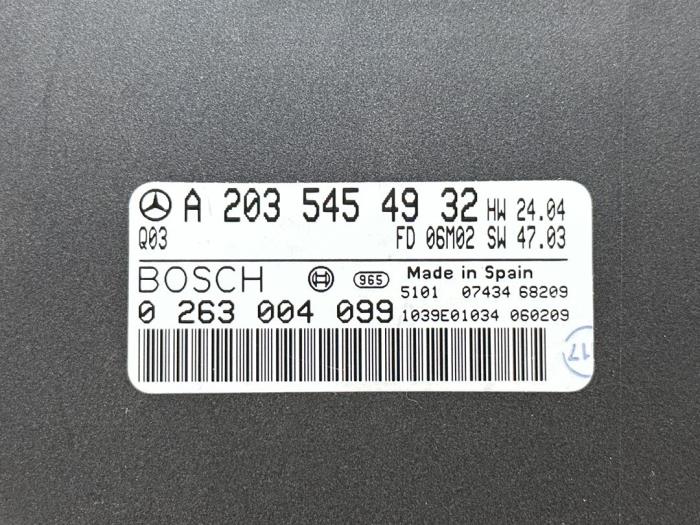 A 203 545 49 32 HW 24.04
Q03 FD 06M02 SW 47.03
BOSCH 965 Made in Spain
5101 07434 68209
0 263 004 099 1039E01034 060209
17